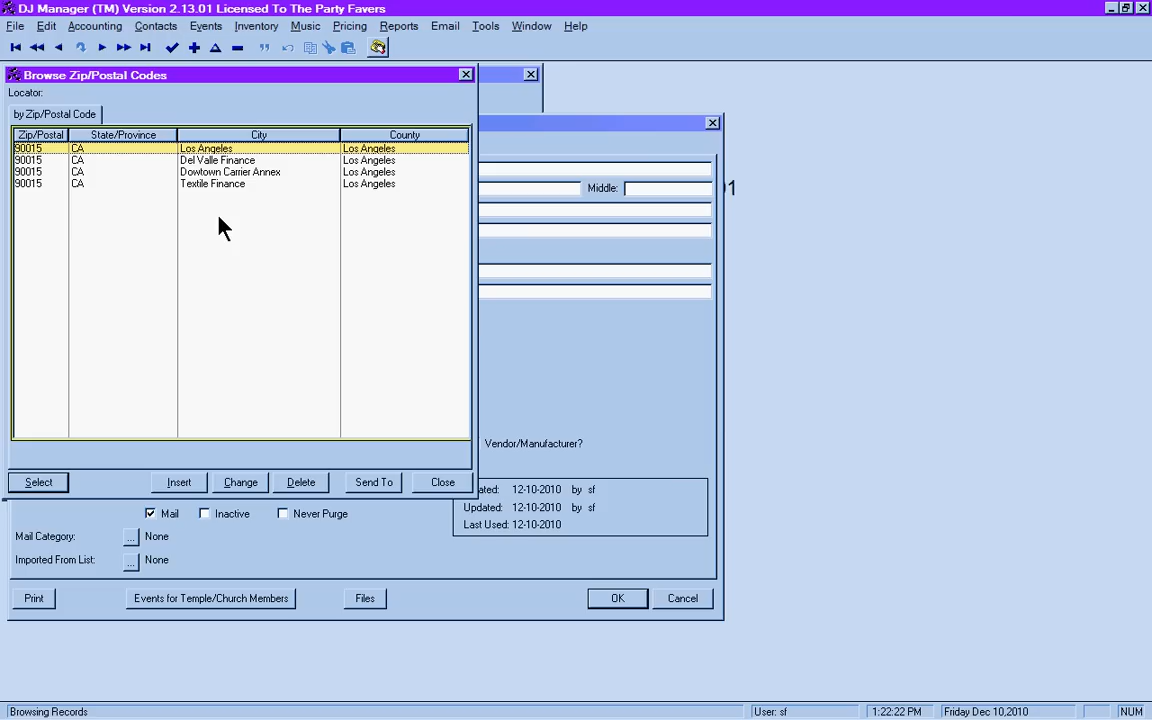 DJ Manager (TM) Version 2.13.01 Licensed To The Party Favers
File Edit Accounting Contacts Events Inventory Music Pricing Reports Email Tools Window Help
Browse Zip/Postal Codes
Locator:
by Zip/Postal Code
Zip/Postal State/Province City County
90015 CA Los Angeles Los Angeles
90015 CA Del Valle Finance Los Angeles
90015 CA Dowtown Carrier Annex Los Angeles
90015 CA Textile Finance Los Angeles
Middle:
Vendor/Manufacturer?
Select Insert Change Delete Send To Close
ated: 12-10-2010 by sf
Updated: 12-10-2010 by sf
Last Used: 12-10-2010
Mail Inactive Never Purge
Mail Category: ... None
Imported From List: ... None
Print Events for Temple/Church Members Files OK Cancel
Browsing Records User: sf 1:22:22 PM Friday Dec 10,2010 NUM